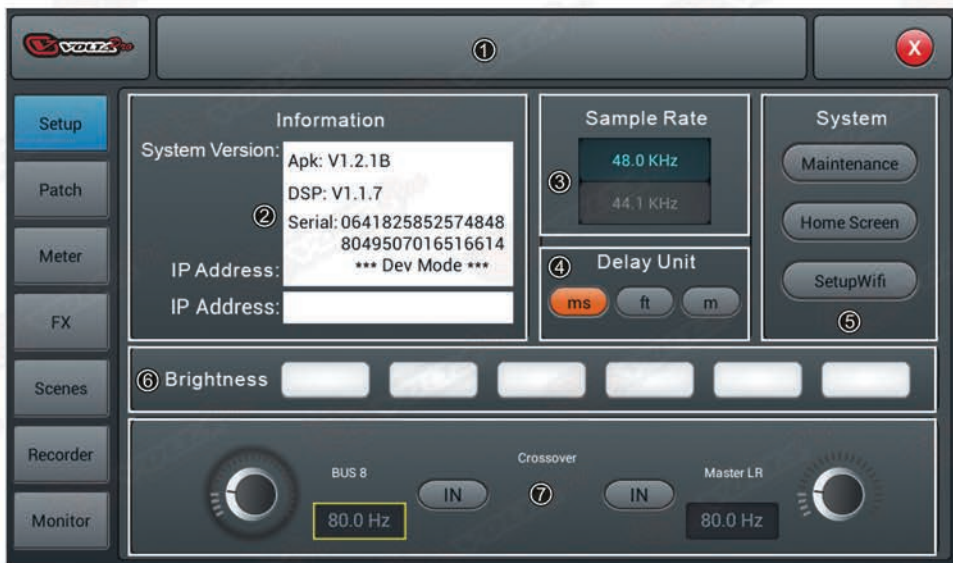 VOLTA Pro
①
X
Setup
Patch
Meter
FX
Scenes
Recorder
Monitor
Information
System Version:
Apk: V1.2.1B
DSP: V1.1.7
②
Serial: 0641825852574848
8049507016516614
IP Address:
*** Dev Mode ***
IP Address:
Sample Rate
48.0 KHz
③
44.1 KHz
④ Delay Unit
ms ft m
System
Maintenance
Home Screen
SetupWifi
⑤
⑥ Brightness
Crossover
BUS 8
IN
⑦
IN
Master LR
80.0 Hz
80.0 Hz